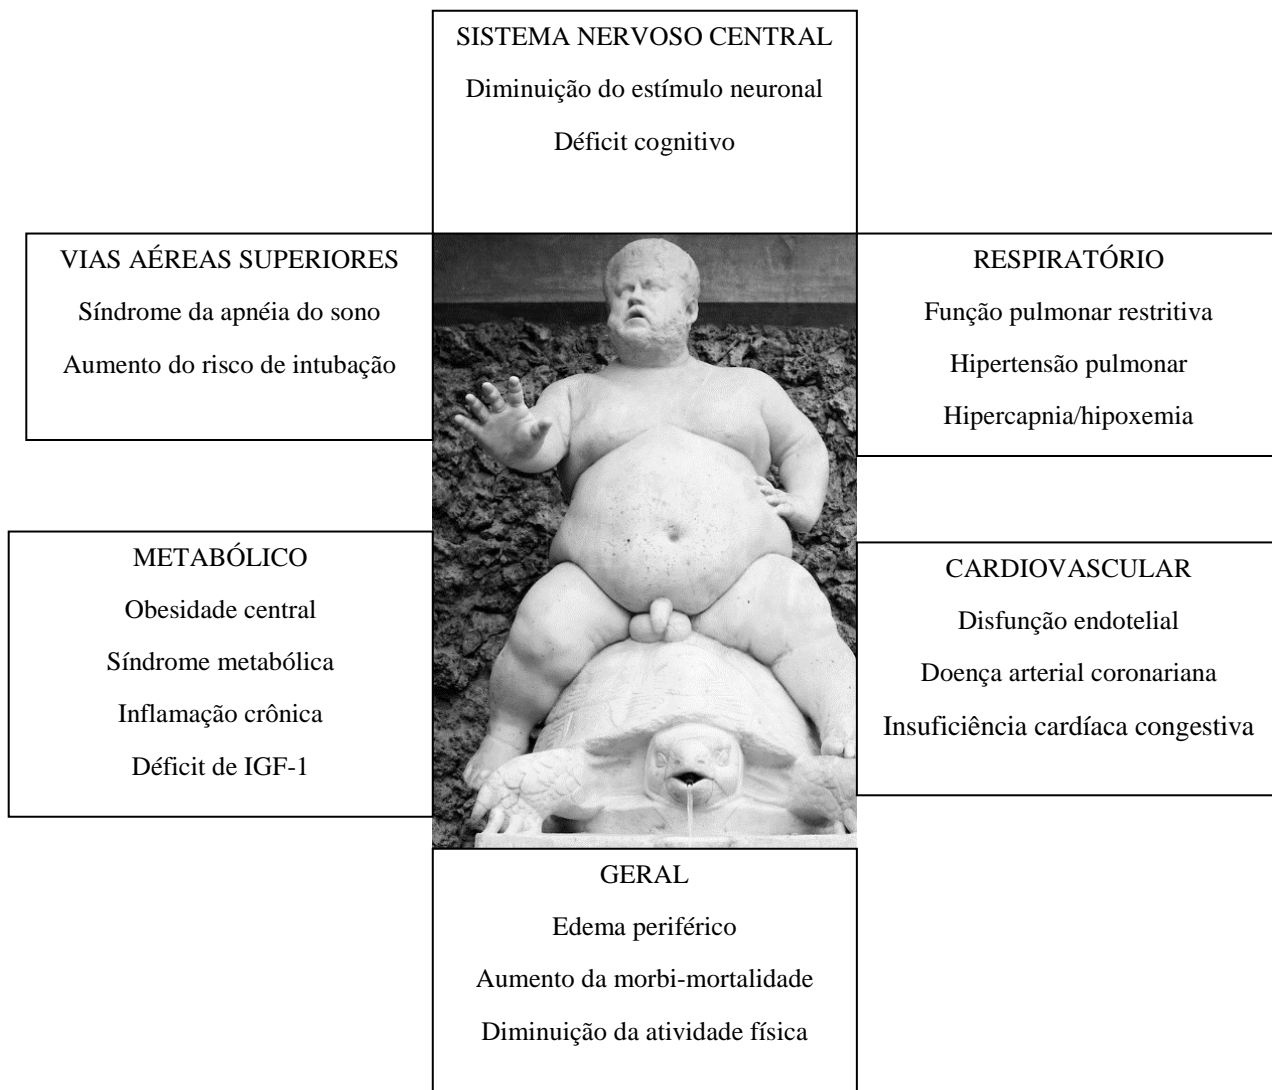 SISTEMA NERVOSO CENTRAL
Diminuição do estímulo neuronal
Déficit cognitivo
VIAS AÉREAS SUPERIORES
Síndrome da apnéia do sono
Aumento do risco de intubação
RESPIRATÓRIO
Função pulmonar restritiva
Hipertensão pulmonar
Hipercapnia/hipoxemia
METABÓLICO
Obesidade central
Síndrome metabólica
Inflamação crônica
Déficit de IGF-1
CARDIOVASCULAR
Disfunção endotelial
Doença arterial coronariana
Insuficiência cardíaca congestiva
GERAL
Edema periférico
Aumento da morbi-mortalidade
Diminuição da atividade física